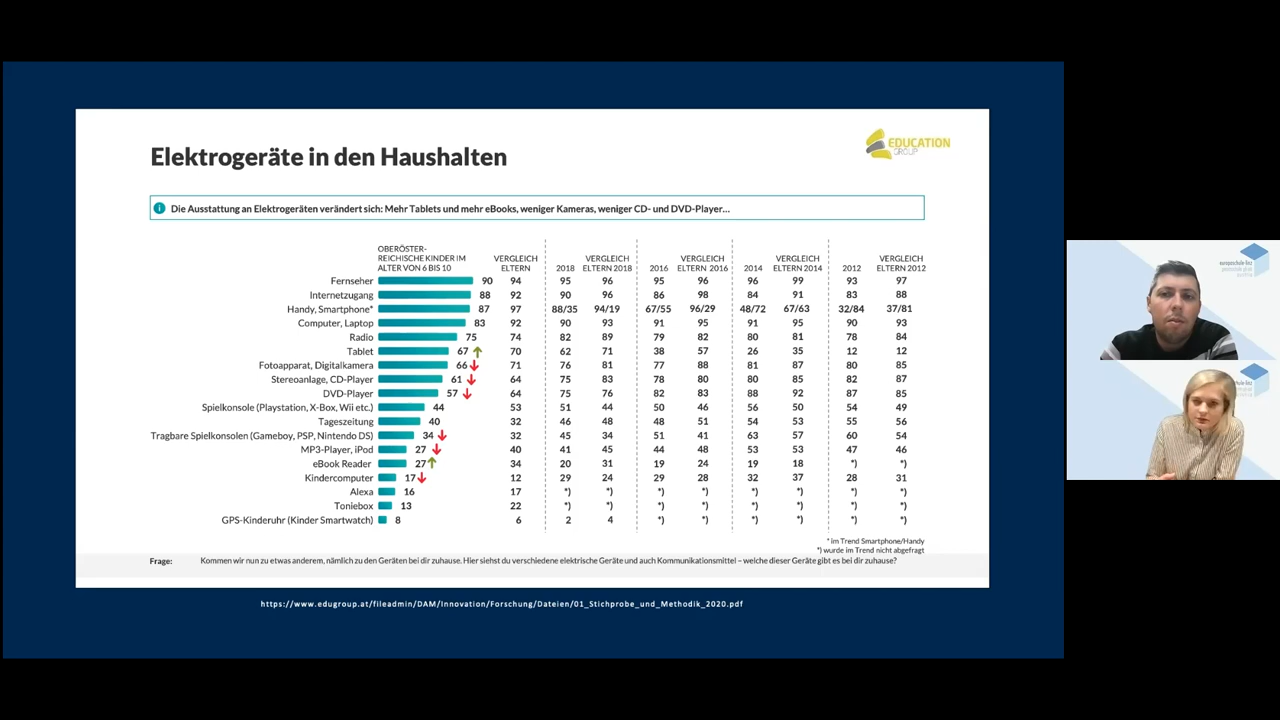 EDUCATION
GROUP
Elektrogeräte in den Haushalten
Die Ausstattung an Elektrogeräten verändert sich: Mehr Tablets und mehr eBooks, weniger Kameras, weniger CD- und DVD-Player...
OBERÖSTER-
REICHISCHE KINDER IM
ALTER VON 6 BIS 10
VERGLEICH ELTERN
2018
VERGLEICH ELTERN 2018
2016
VERGLEICH ELTERN 2016
2014
VERGLEICH ELTERN 2014
2012
VERGLEICH ELTERN 2012
Fernseher 90 94 95 96 95 96 96 99 93 97
Internetzugang 88 92 90 96 86 98 84 91 83 88
Handy, Smartphone* 87 97 88/35 94/19 67/55 96/29 48/72 67/63 32/84 37/81
Computer, Laptop 83 92 90 93 91 95 91 95 90 93
Radio 75 74 82 89 79 82 80 81 78 84
Tablet 67 70 62 71 38 57 26 35 12 12
Fotoapparat, Digitalkamera 66 71 76 81 77 88 81 87 80 85
Stereoanlage, CD-Player 61 64 75 83 78 80 80 85 82 87
DVD-Player 57 64 75 76 82 83 88 92 87 85
Spielkonsole (Playstation, X-Box, Wii etc.) 44 53 51 44 50 46 56 50 54 49
Tageszeitung 40 32 46 48 48 51 54 53 55 56
Tragbare Spielkonsolen (Gameboy, PSP, Nintendo DS) 34 32 45 34 51 41 63 57 60 54
MP3-Player, iPod 27 40 41 45 44 48 53 53 47 46
eBook Reader 27 34 20 31 19 24 19 18 *) *)
Kindercomputer 17 12 29 24 29 28 32 37 28 31
Alexa 16 17 *) *) *) *) *) *) *) *)
Toniebox 13 22 *) *) *) *) *) *) *) *)
GPS-Kinderuhr (Kinder Smartwatch) 8 6 2 4 *) *) *) *) *) *)
* im Trend Smartphone/Handy
*) wurde im Trend nicht abgefragt
Frage: Kommen wir nun zu etwas anderem, nämlich zu den Geräten bei dir zuhause. Hier siehst du verschiedene elektrische Geräte und auch Kommunikationsmittel – welche dieser Geräte gibt es bei dir zuhause?
https://www.edugroup.at/fileadmin/DAM/Innovation/Forschung/Dateien/01_Stichprobe_und_Methodik_2020.pdf
europaschule linz